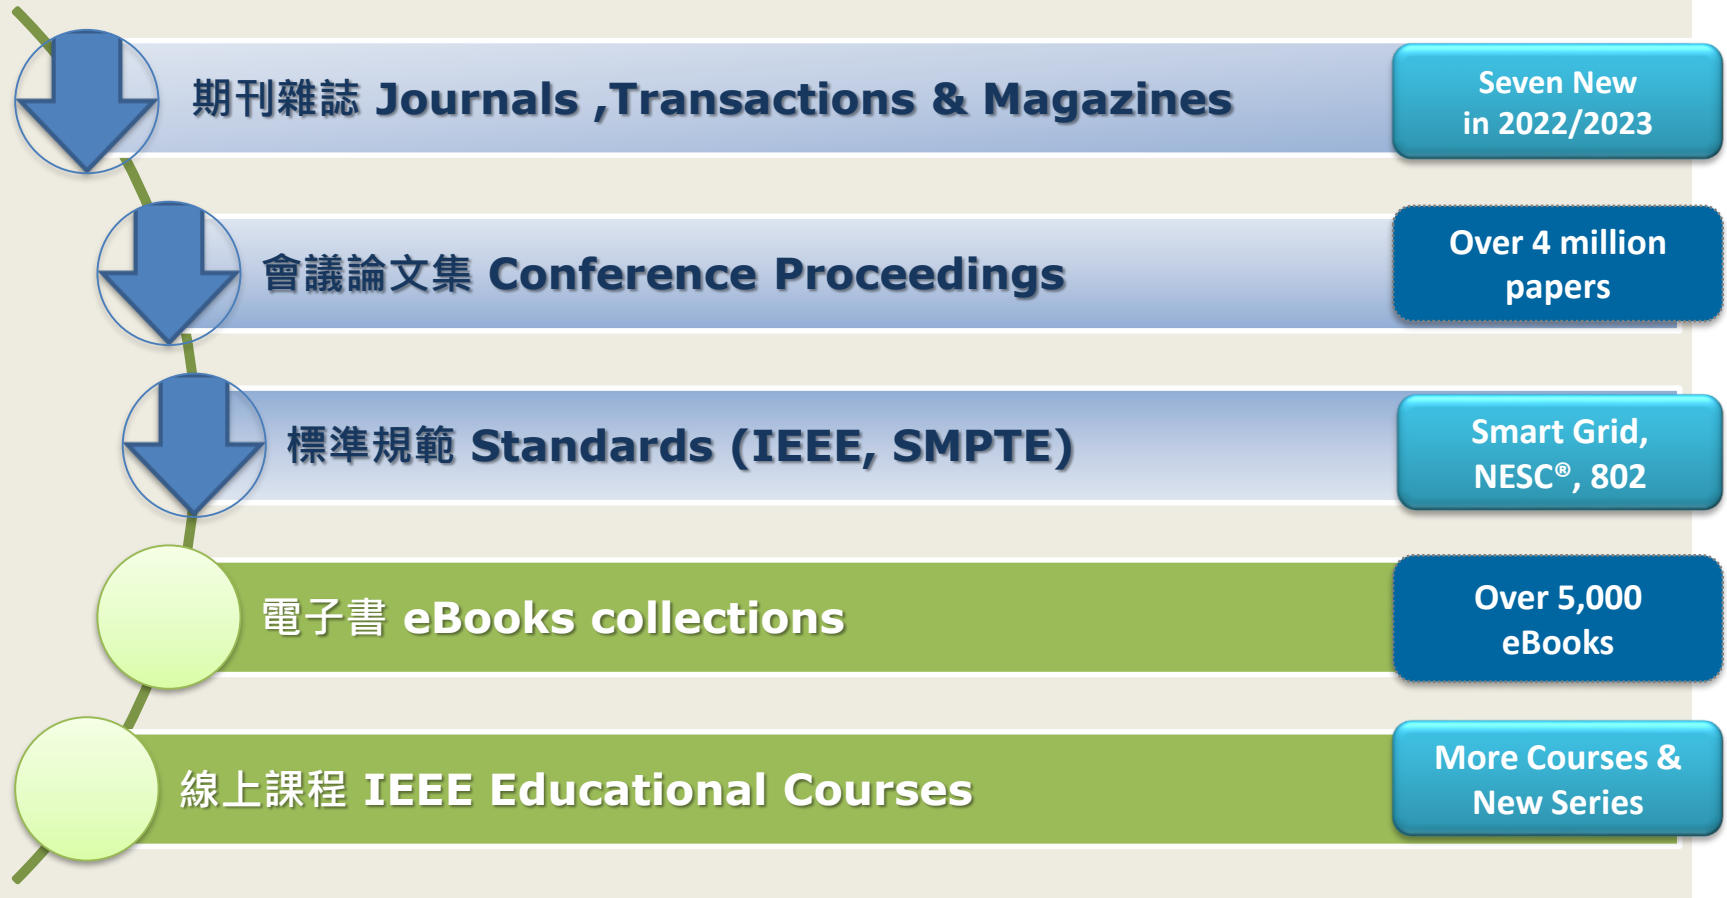 期刊雜誌 Journals ,Transactions & Magazines
Seven New
in 2022/2023
會議論文集 Conference Proceedings
Over 4 million
papers
標準規範 Standards (IEEE, SMPTE)
Smart Grid,
NESC®, 802
電子書 eBooks collections
Over 5,000
eBooks
線上課程 IEEE Educational Courses
More Courses &
New Series